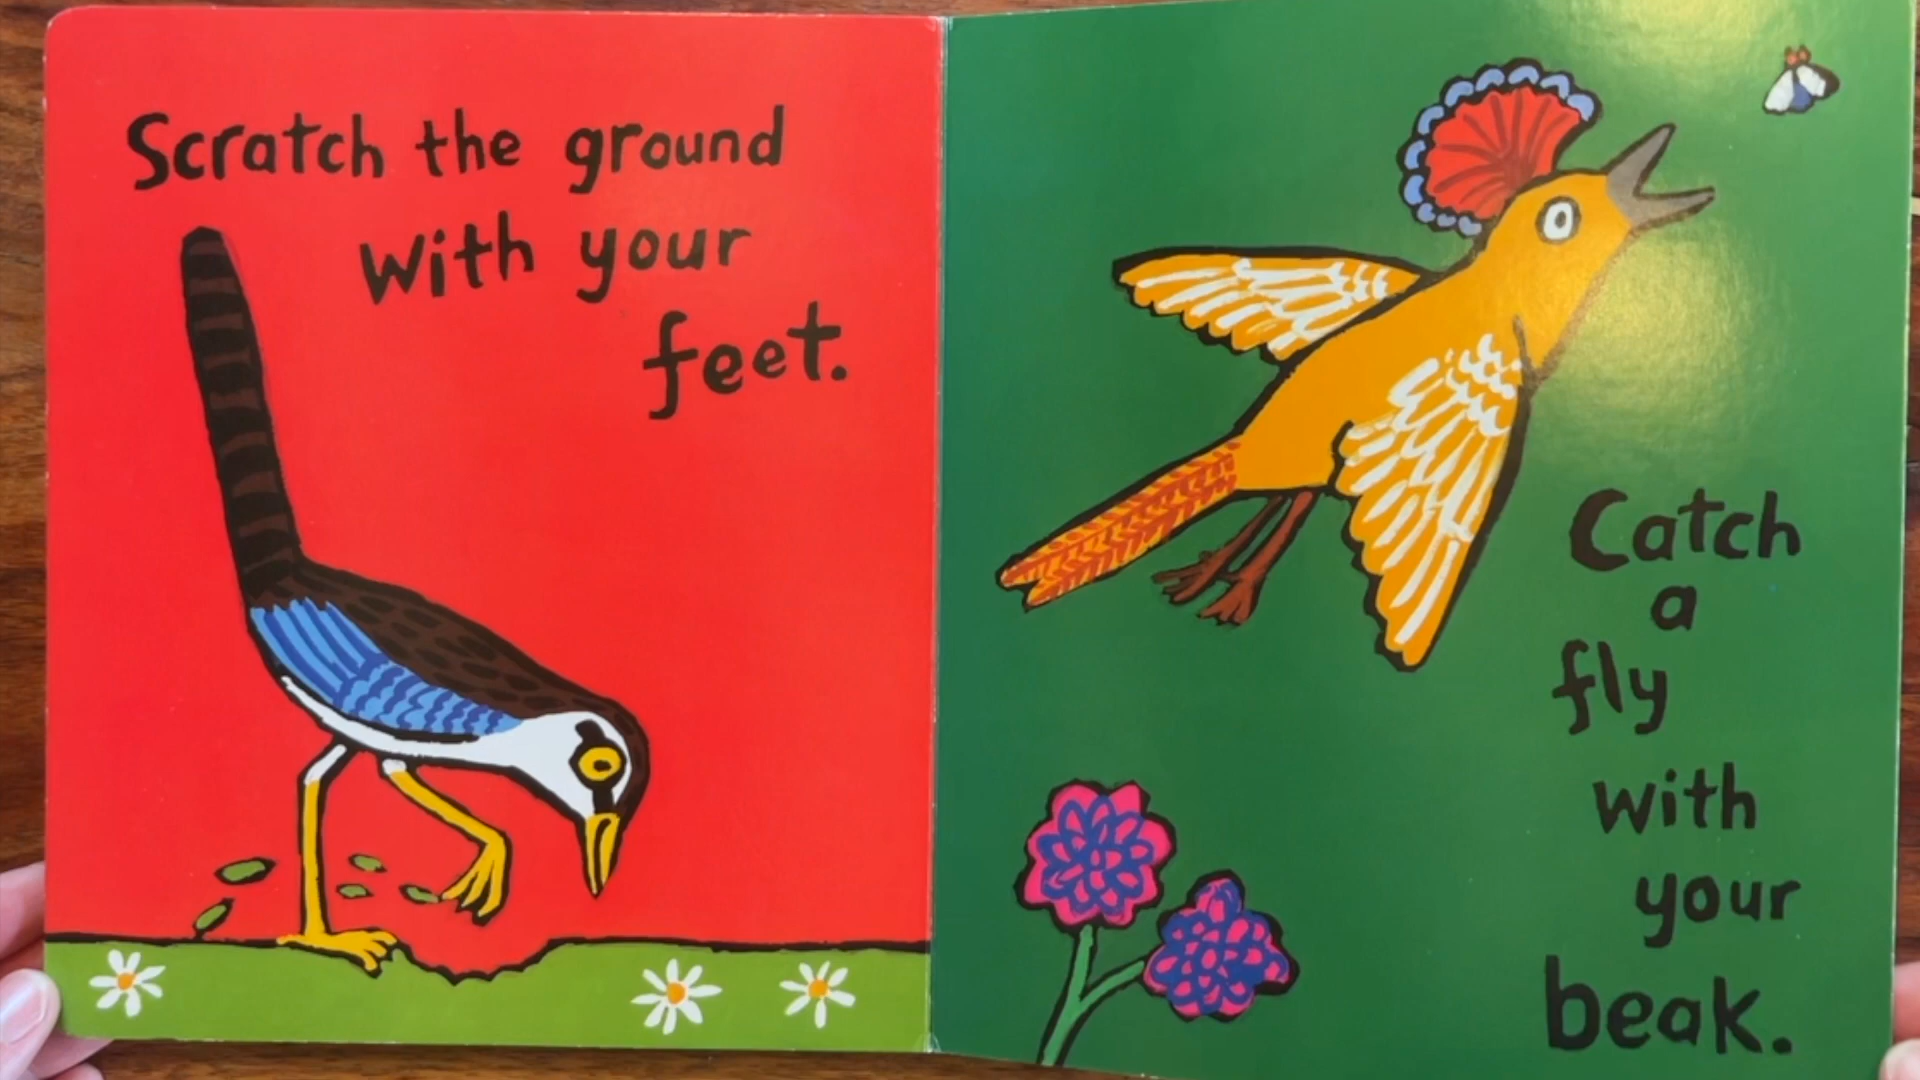 Scratch the ground
with your
feet.
Catch
a
fly
with
your
beak.